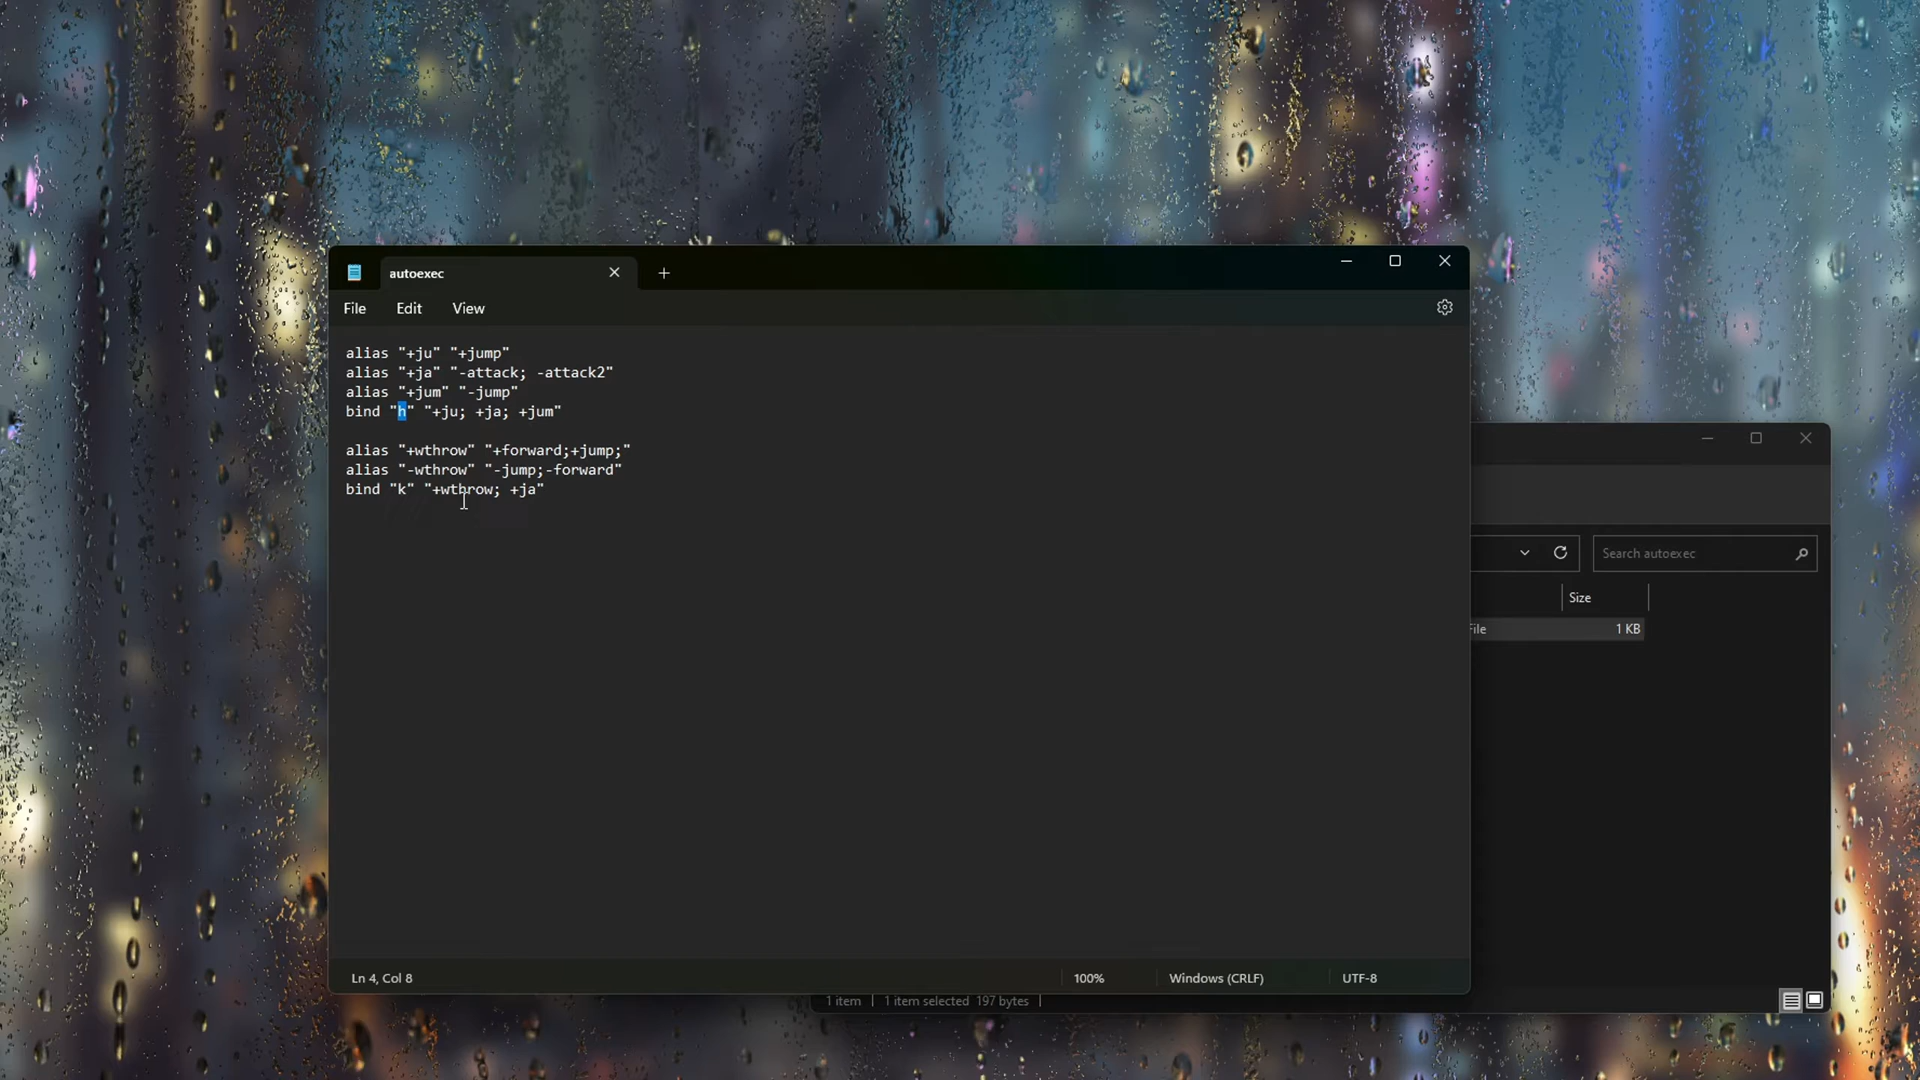 autoexec
File Edit View
alias "+ju" "+jump"
alias "+ja" "-attack; -attack2"
alias "+jum" "-jump"
bind "h" "+ju; +ja; +jum"
alias "+wthrow" "+forward;+jump;"
alias "-wthrow" "-jump;-forward"
bind "k" "+wthrow; +ja"
Ln 4, Col 8 100% Windows (CRLF) UTF-8
Search autoexec
Size
File 1 KB
1 item 1 item selected 197 bytes